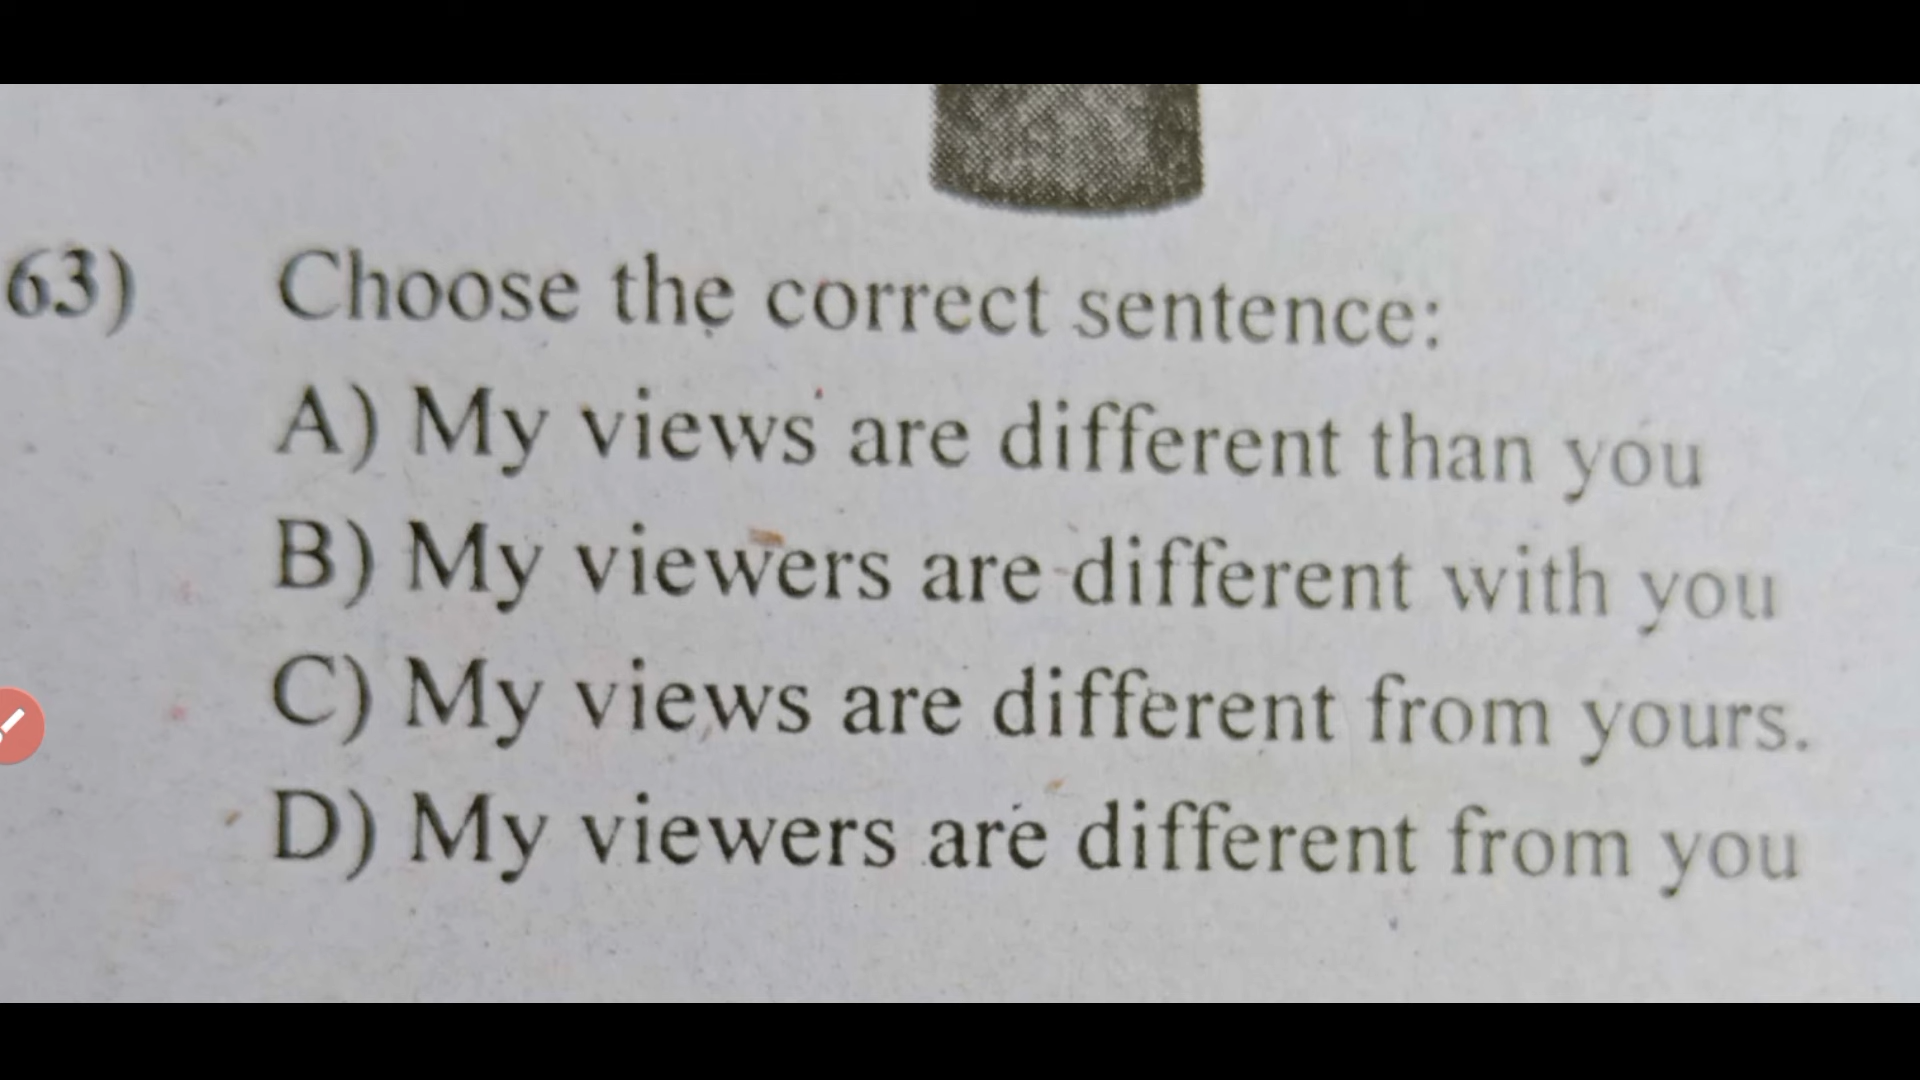 63) Choose the correct sentence:
A) My views are different than you
B) My viewers are different with you
C) My views are different from yours.
D) My viewers are different from you